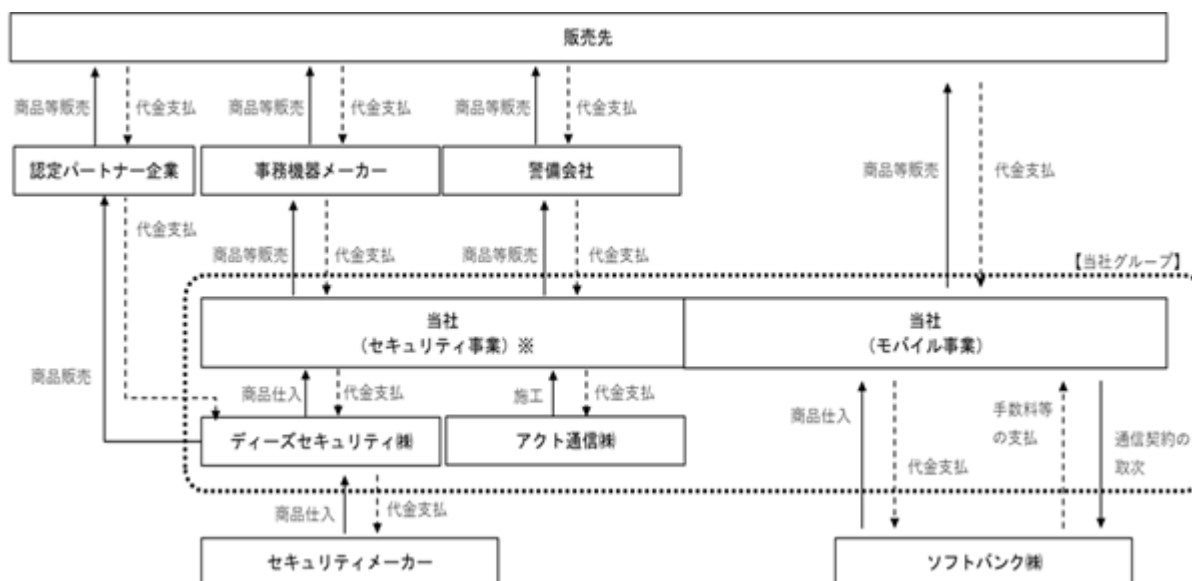 販売先
商品等販売
代金支払
商品等販売
代金支払
商品等販売
代金支払
認定パートナー企業
事務機器メーカー
警備会社
商品等販売
代金支払
代金支払
商品等販売
代金支払
商品等販売
代金支払
【当社グループ】
当社
（セキュリティ事業）※
当社
（モバイル事業）
商品販売
商品仕入
代金支払
施工
代金支払
商品仕入
代金支払
手数料等
の支払
通信契約の
取次
ディーズセキュリティ㈱
アクト通信㈱
商品仕入
代金支払
セキュリティメーカー
ソフトバンク㈱